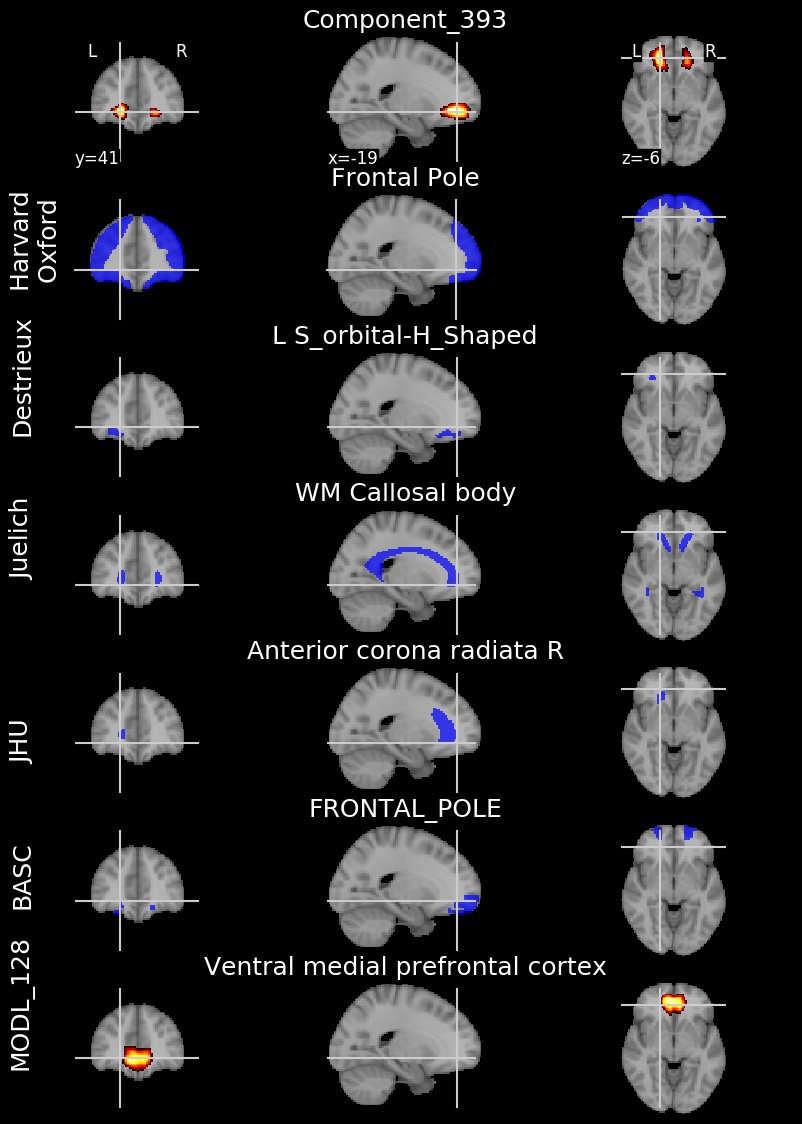 Component_393
L R
L R
y=41
x=-19
z=-6
Frontal Pole
Harvard
Oxford
L S_orbital-H_Shaped
Destrieux
WM Callosal body
Juelich
Anterior corona radiata R
JHU
FRONTAL_POLE
BASC
Ventral medial prefrontal cortex
MODL_128